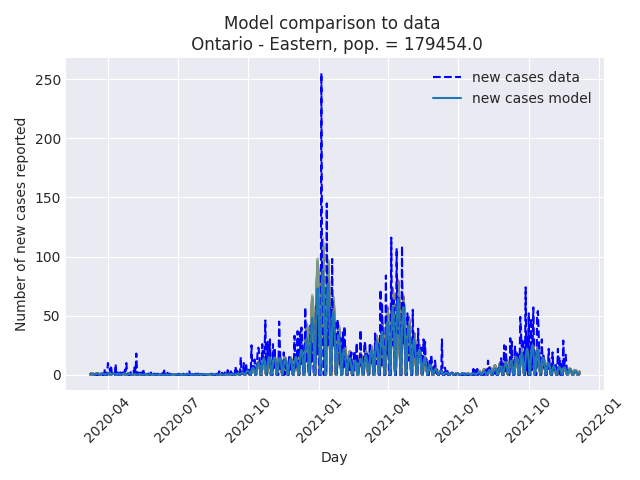 Model comparison to data
Ontario - Eastern, pop. = 179454.0
new cases data
new cases model
Number of new cases reported
250
200
150
100
50
0
2020-04
2020-07
2020-10
2021-01
2021-04
2021-07
2021-10
2022-01
Day